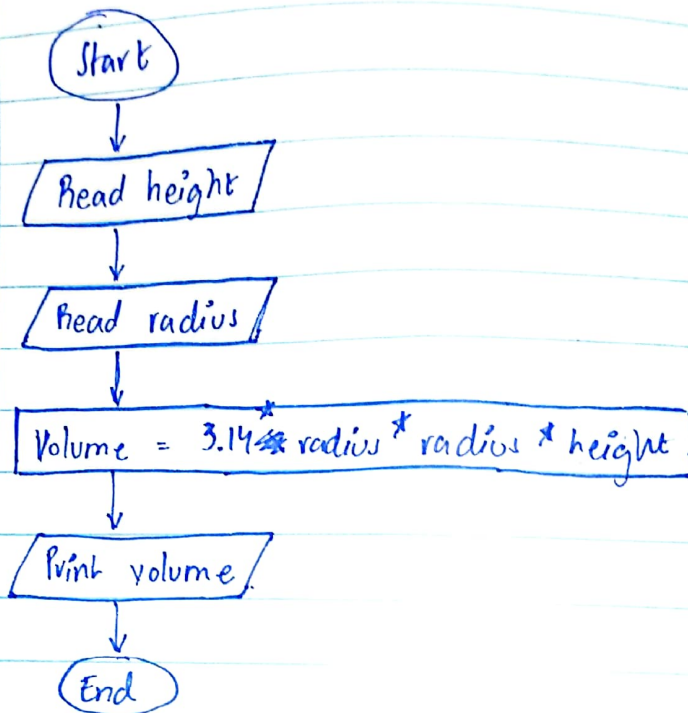 Start
Read height
Read radius
Volume = 3.14 * radius * radius * height
Print volume
End